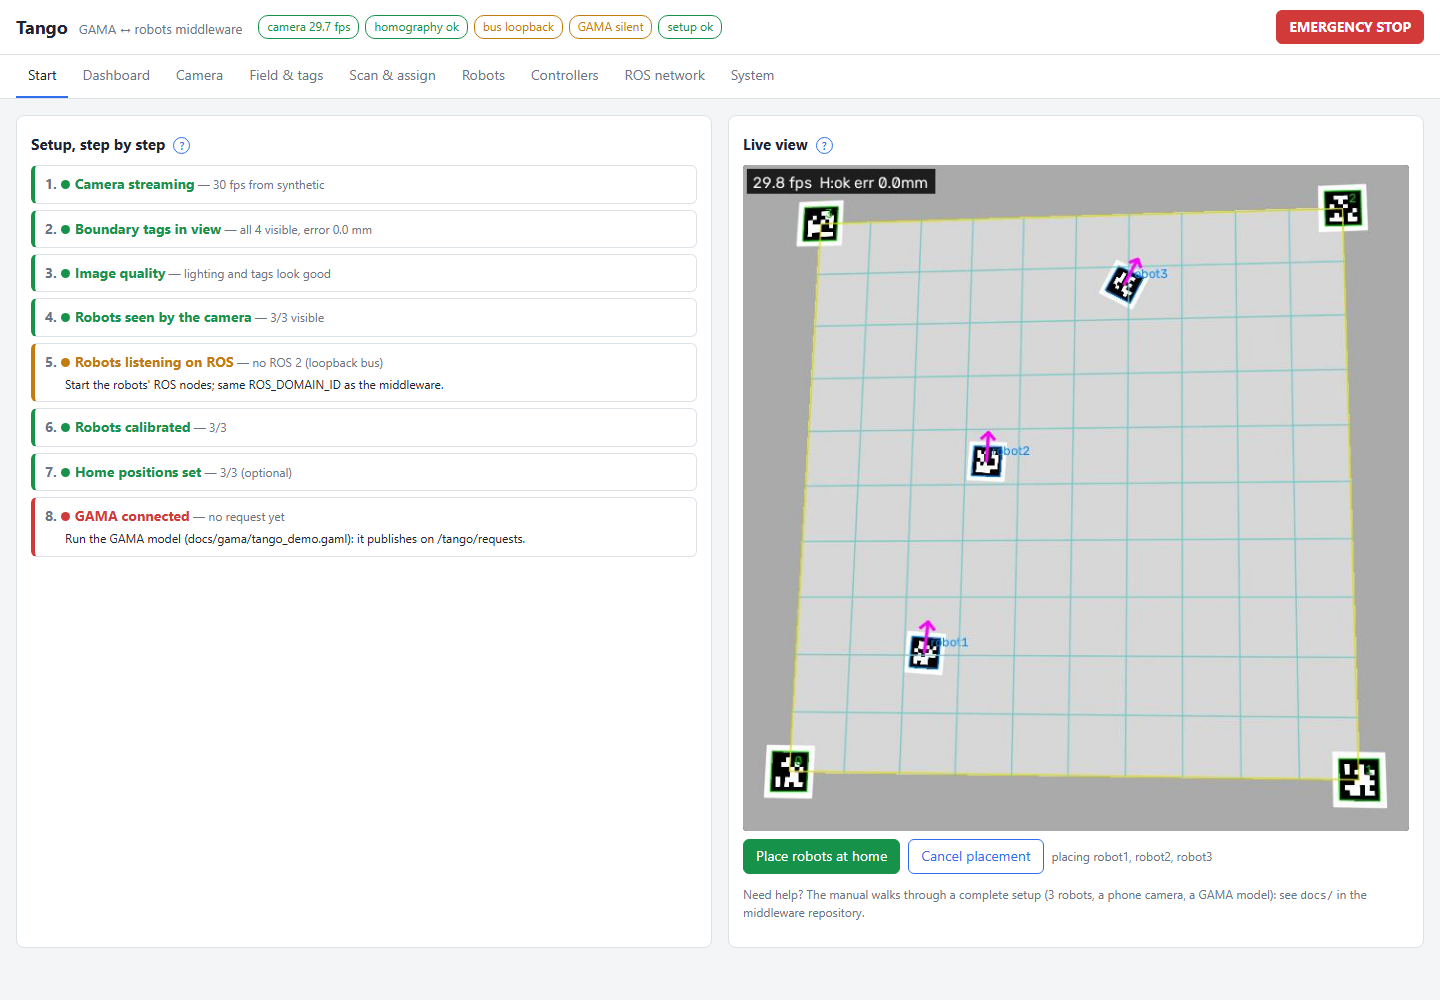 Tango GAMA ↔ robots middleware camera 29.7 fps homography ok bus loopback GAMA silent setup ok EMERGENCY STOP
Start Dashboard Camera Field & tags Scan & assign Robots Controllers ROS network System
Setup, step by step ?
1. Camera streaming — 30 fps from synthetic
2. Boundary tags in view — all 4 visible, error 0.0 mm
3. Image quality — lighting and tags look good
4. Robots seen by the camera — 3/3 visible
5. Robots listening on ROS — no ROS 2 (loopback bus)
Start the robots' ROS nodes; same ROS_DOMAIN_ID as the middleware.
6. Robots calibrated — 3/3
7. Home positions set — 3/3 (optional)
8. GAMA connected — no request yet
Run the GAMA model (docs/gama/tango_demo.gaml): it publishes on /tango/requests.
Live view ?
29.8 fps H:ok err 0.0mm
2
obot3
obot2
robot1
Place robots at home Cancel placement placing robot1, robot2, robot3
Need help? The manual walks through a complete setup (3 robots, a phone camera, a GAMA model): see docs/ in the
middleware repository.